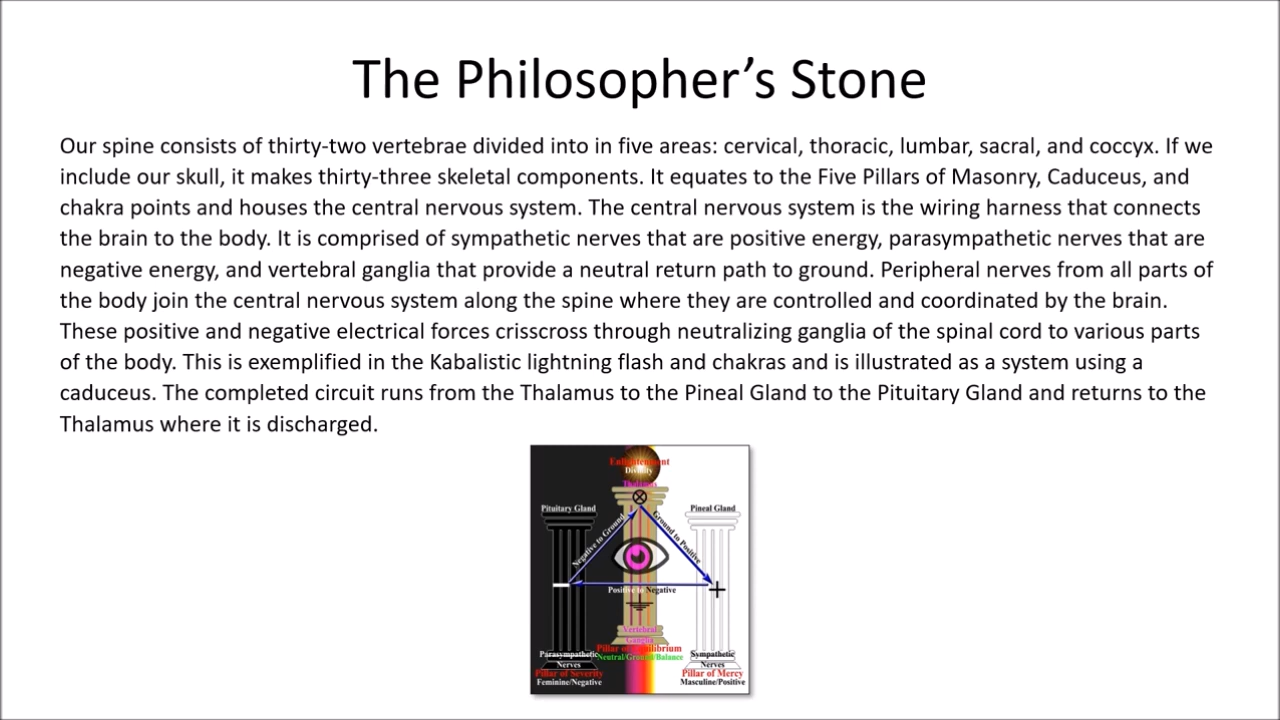 The Philosopher’s Stone
Our spine consists of thirty-two vertebrae divided into in five areas: cervical, thoracic, lumbar, sacral, and coccyx. If we
include our skull, it makes thirty-three skeletal components. It equates to the Five Pillars of Masonry, Caduceus, and
chakra points and houses the central nervous system. The central nervous system is the wiring harness that connects
the brain to the body. It is comprised of sympathetic nerves that are positive energy, parasympathetic nerves that are
negative energy, and vertebral ganglia that provide a neutral return path to ground. Peripheral nerves from all parts of
the body join the central nervous system along the spine where they are controlled and coordinated by the brain.
These positive and negative electrical forces crisscross through neutralizing ganglia of the spinal cord to various parts
of the body. This is exemplified in the Kabalistic lightning flash and chakras and is illustrated as a system using a
caduceus. The completed circuit runs from the Thalamus to the Pineal Gland to the Pituitary Gland and returns to the
Thalamus where it is discharged.
Enlightenment
Divinity
Thalamus
Pituitary Gland
Pineal Gland
Negative to Ground
Ground to Positive
Positive to Negative
Vertebral
Ganglia
Parasympathetic
Nerves
Pillar of Severity
Feminine/Negative
Pillar of Equilibrium
Neutral/Ground/Balance
Sympathetic
Nerves
Pillar of Mercy
Masculine/Positive